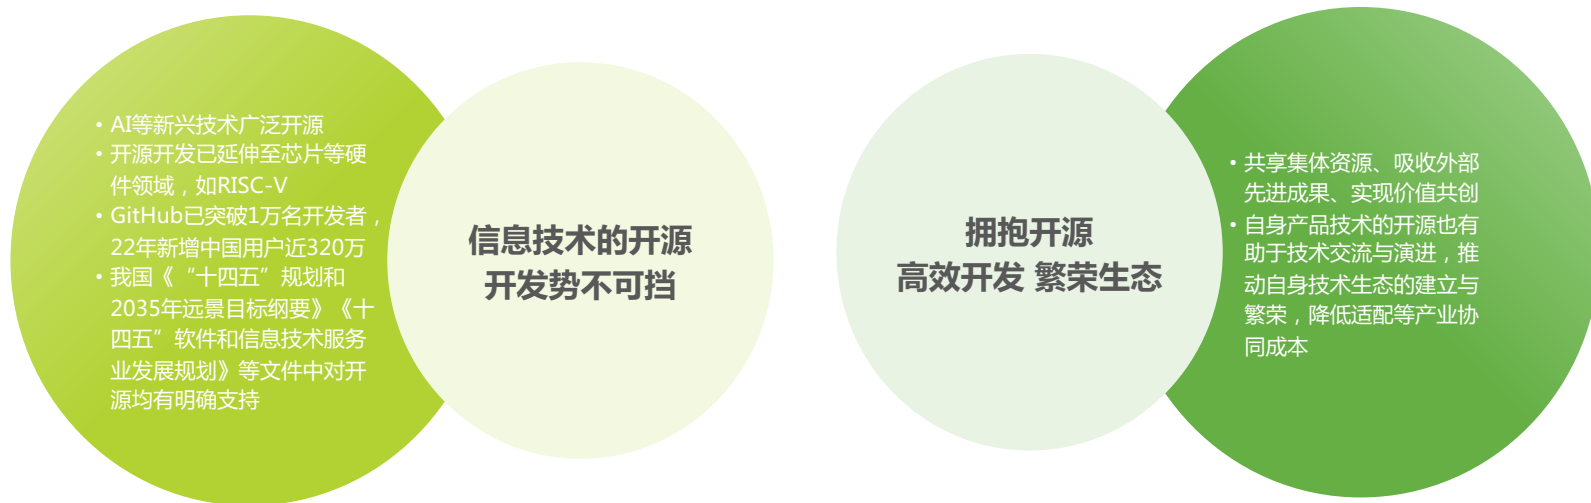 • AI等新兴技术广泛开源
• 开源开发已延伸至芯片等硬
件领域，如RISC-V
• GitHub已突破1万名开发者，
22年新增中国用户近320万
• 我国《“十四五”规划和
2035年远景目标纲要》《十
四五”软件和信息技术服务
业发展规划》等文件中对开
源均有明确支持
信息技术的开源
开发势不可挡
拥抱开源
高效开发 繁荣生态
• 共享集体资源、吸收外部
先进成果、实现价值共创
• 自身产品技术的开源也有
助于技术交流与演进，推
动自身技术生态的建立与
繁荣，降低适配等产业协
同成本